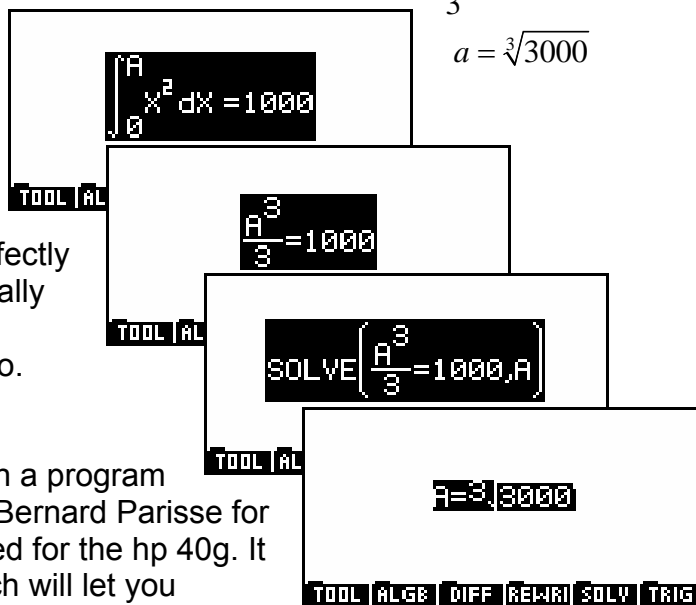 3
a = ∛3000
∫₀ᴬ X² dX = 1000
TOOL AL
A³/3 = 1000
fectly
ally
TOOL AL
o.
SOLVE(A³/3 = 1000, A)
TOOL AL
n a program
A = ³√3000
Bernard Parisse for
ed for the hp 40g. It
ch will let you
TOOL ALGB DIFF REWRI SOLV TRIG